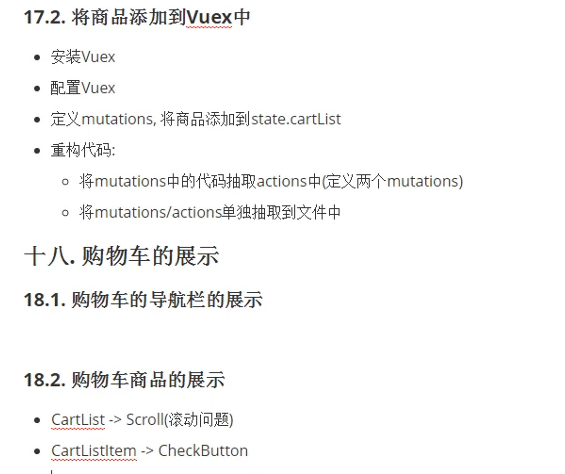 17.2. 将商品添加到Vuex中
安装Vuex
配置Vuex
定义mutations, 将商品添加到state.cartList
重构代码:
将mutations中的代码抽取actions中(定义两个mutations)
将mutations/actions单独抽取到文件中
十八. 购物车的展示
18.1. 购物车的导航栏的展示
18.2. 购物车商品的展示
CartList -> Scroll(滚动问题)
CartListItem -> CheckButton